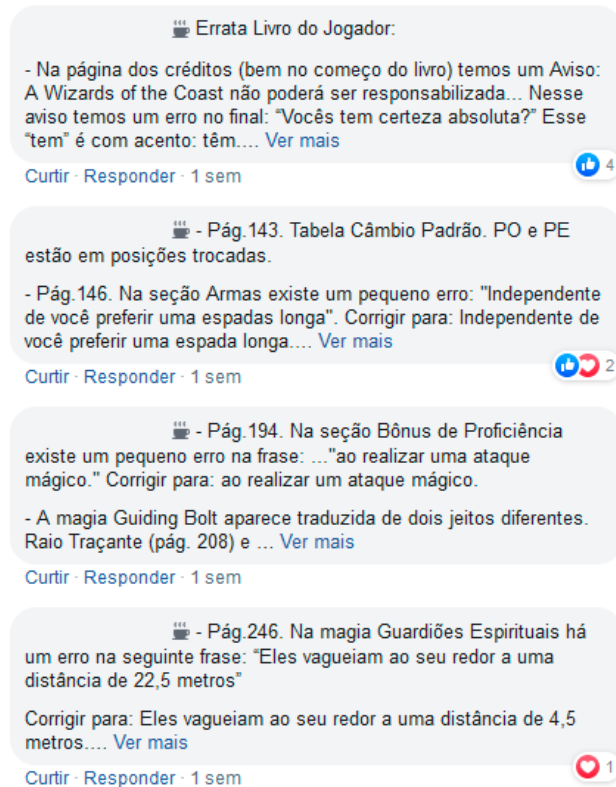 Errata Livro do Jogador:
- Na página dos créditos (bem no começo do livro) temos um Aviso:
A Wizards of the Coast não poderá ser responsabilizada... Nesse
aviso temos um erro no final: “Vocês tem certeza absoluta?” Esse
“tem” é com acento: têm.... Ver mais
4
Curtir · Responder · 1 sem
- Pág.143. Tabela Câmbio Padrão. PO e PE
estão em posições trocadas.
- Pág.146. Na seção Armas existe um pequeno erro: "Independente
de você preferir uma espadas longa". Corrigir para: Independente de
você preferir uma espada longa.... Ver mais
2
Curtir · Responder · 1 sem
- Pág.194. Na seção Bônus de Proficiência
existe um pequeno erro na frase: ..."ao realizar uma ataque
mágico." Corrigir para: ao realizar um ataque mágico.
- A magia Guiding Bolt aparece traduzida de dois jeitos diferentes.
Raio Traçante (pág. 208) e ... Ver mais
Curtir · Responder · 1 sem
- Pág.246. Na magia Guardiões Espirituais há
um erro na seguinte frase: “Eles vagueiam ao seu redor a uma
distância de 22,5 metros”
Corrigir para: Eles vagueiam ao seu redor a uma distância de 4,5
metros.... Ver mais
1
Curtir · Responder · 1 sem